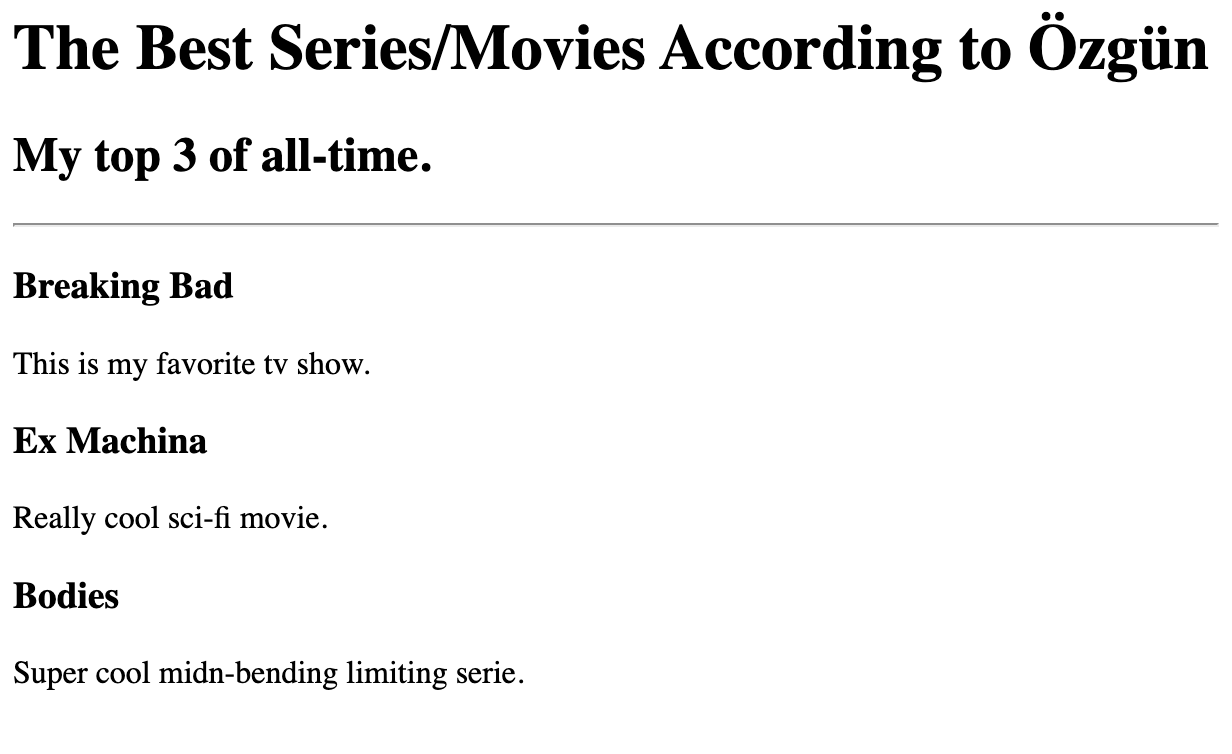 The Best Series/Movies According to Özgün
My top 3 of all-time.
Breaking Bad
This is my favorite tv show.
Ex Machina
Really cool sci-fi movie.
Bodies
Super cool midn-bending limiting serie.